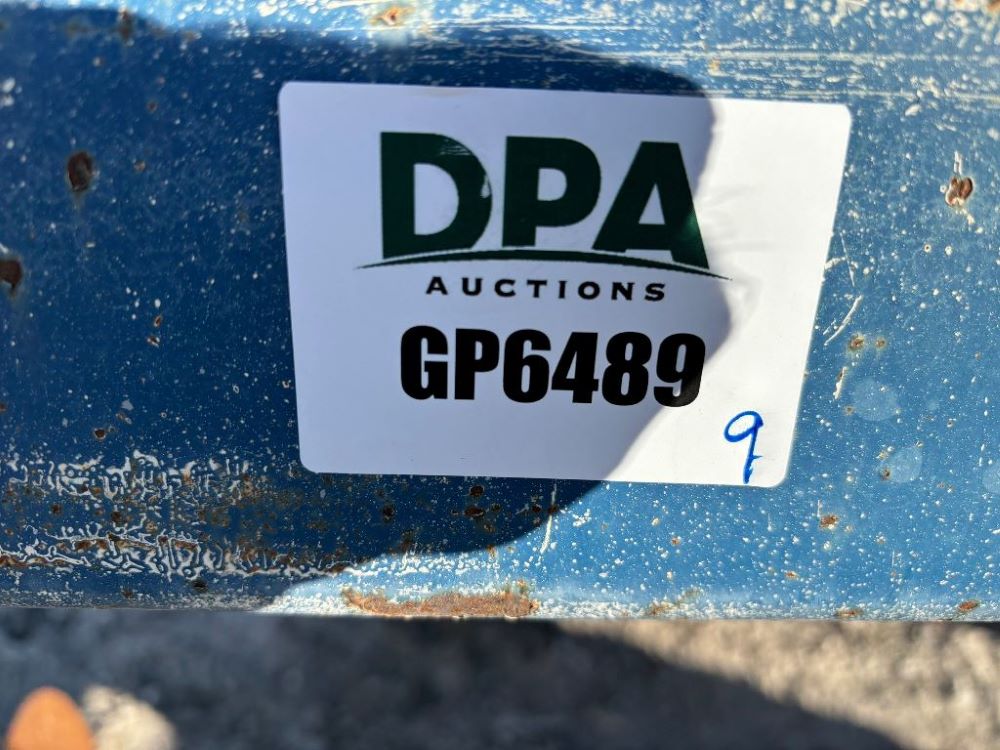 DPA
AUCTIONS
GP6489
9